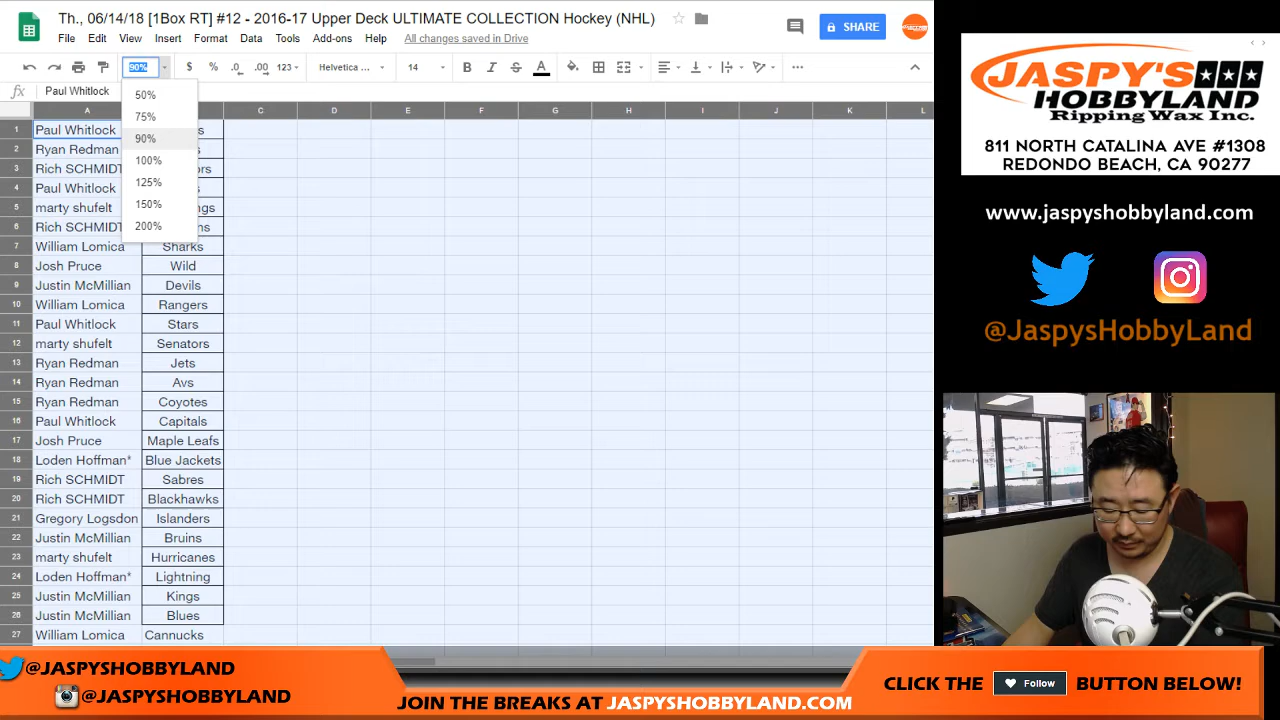 Th., 06/14/18 [1Box RT] #12 - 2016-17 Upper Deck ULTIMATE COLLECTION Hockey (NHL)
File Edit View Insert Format Data Tools Add-ons Help All changes saved in Drive
SHARE
90% $ % .0 .00 123 Helvetica ... 14 B I S A
fx Paul Whitlock
50%
75%
90%
100%
125%
150%
200%
A C D E F G H I J K L
1 Paul Whitlock s
2 Ryan Redman
3 Rich SCHMIDT ors
4 Paul Whitlock s
5 marty shufelt ngs
6 Rich SCHMIDT ns
7 William Lomica Sharks
8 Josh Pruce Wild
9 Justin McMillian Devils
10 William Lomica Rangers
11 Paul Whitlock Stars
12 marty shufelt Senators
13 Ryan Redman Jets
14 Ryan Redman Avs
15 Ryan Redman Coyotes
16 Paul Whitlock Capitals
17 Josh Pruce Maple Leafs
18 Loden Hoffman* Blue Jackets
19 Rich SCHMIDT Sabres
20 Rich SCHMIDT Blackhawks
21 Gregory Logsdon Islanders
22 Justin McMillian Bruins
23 marty shufelt Hurricanes
24 Loden Hoffman* Lightning
25 Justin McMillian Kings
26 Justin McMillian Blues
27 William Lomica Cannucks
JASPY'S
HOBBYLAND
Ripping Wax Inc.
811 NORTH CATALINA AVE #1308
REDONDO BEACH, CA 90277
www.jaspyshobbyland.com
@JaspysHobbyLand
@JASPYSHOBBYLAND
@JASPYSHOBBYLAND
JOIN THE BREAKS AT JASPYSHOBBYLAND.COM
CLICK THE Follow BUTTON BELOW!